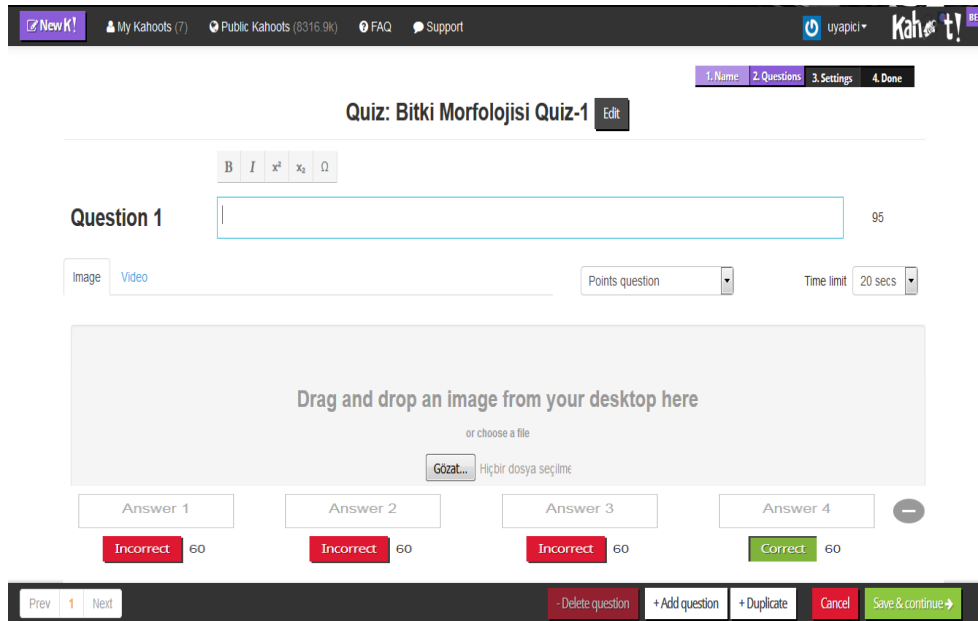 New K! My Kahoots (7) Public Kahoots (8316.9k) FAQ Support uyapici Kahoot! BE
1. Name 2. Questions 3. Settings 4. Done
Quiz: Bitki Morfolojisi Quiz-1 Edit
B I x² x₂ Ω
Question 1 95
Image Video Points question Time limit 20 secs
Drag and drop an image from your desktop here
or choose a file
Gözat... Hiçbir dosya seçilme
Answer 1 Answer 2 Answer 3 Answer 4
Incorrect 60 Incorrect 60 Incorrect 60 Correct 60
Prev 1 Next - Delete question + Add question + Duplicate Cancel Save & continue